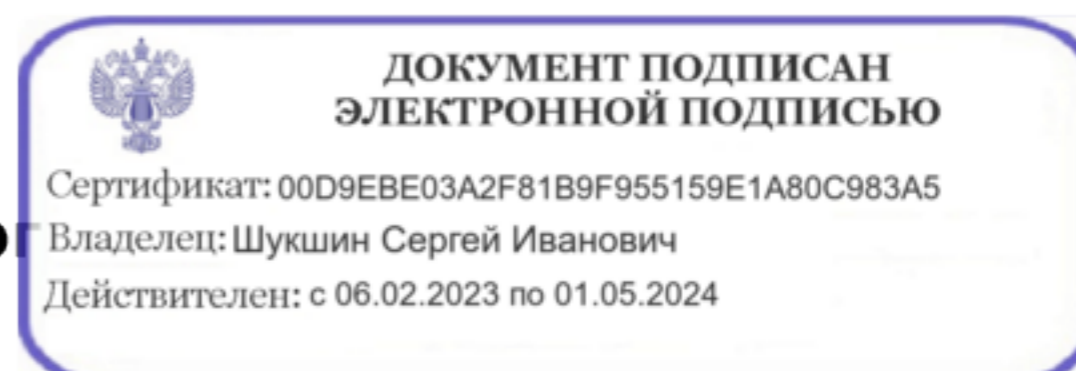 ДОКУМЕНТ ПОДПИСАН
ЭЛЕКТРОННОЙ ПОДПИСЬЮ
Сертификат: 00D9EBE03A2F81B9F955159E1A80C983A5
Владелец: Шукшин Сергей Иванович
Действителен: с 06.02.2023 по 01.05.2024